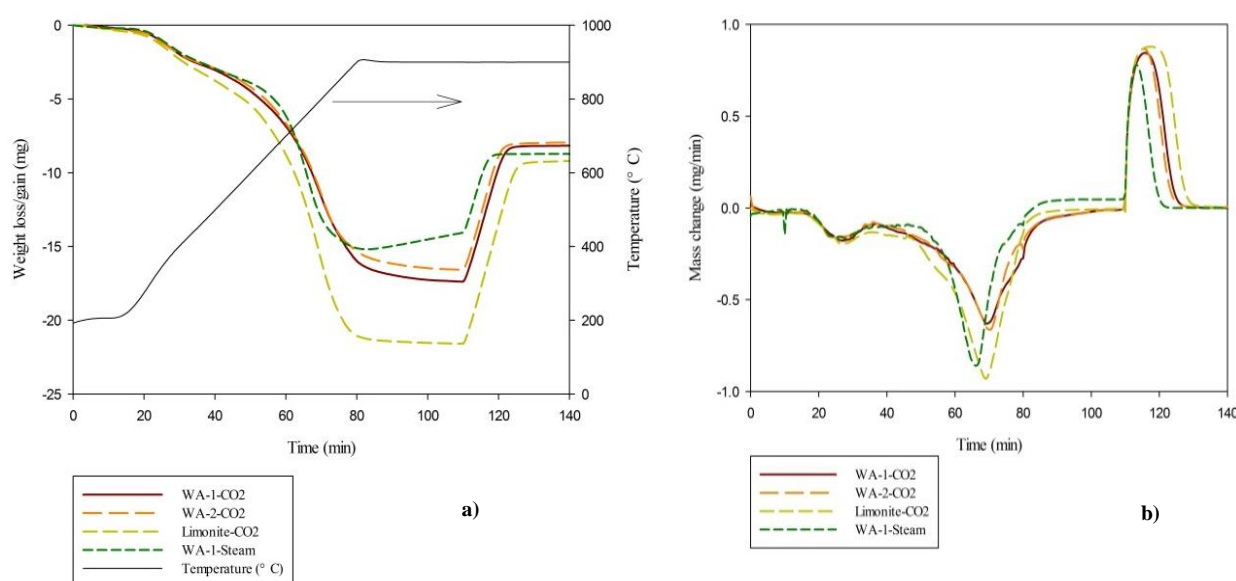 0
-5
-10
-15
-20
-25
Weight loss/gain (mg)
1000
800
600
400
200
0
Temperature (° C)
0 20 40 60 80 100 120 140
Time (min)
WA-1-CO2
WA-2-CO2
Limonite-CO2
WA-1-Steam
Temperature (° C)
a)
1.0
0.5
0.0
-0.5
-1.0
Mass change (mg/min)
0 20 40 60 80 100 120 140
Time (min)
WA-1-CO2
WA-2-CO2
Limonite-CO2
WA-1-Steam
b)